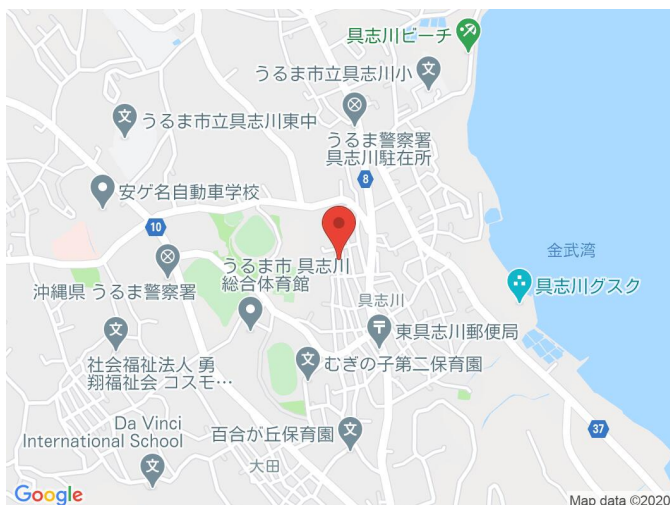 具志川ビーチ
うるま市立具志川小
うるま市立具志川東中
うるま警察署
具志川駐在所
8
安ゲ名自動車学校
10
金武湾
うるま市 具志川
総合体育館
沖縄県 うるま警察署
具志川グスク
具志川
東具志川郵便局
社会福祉法人 勇
翔福祉会 コスモ…
むぎの子第二保育園
Da Vinci
International School
百合が丘保育園
37
大田
Google
Map data ©2020